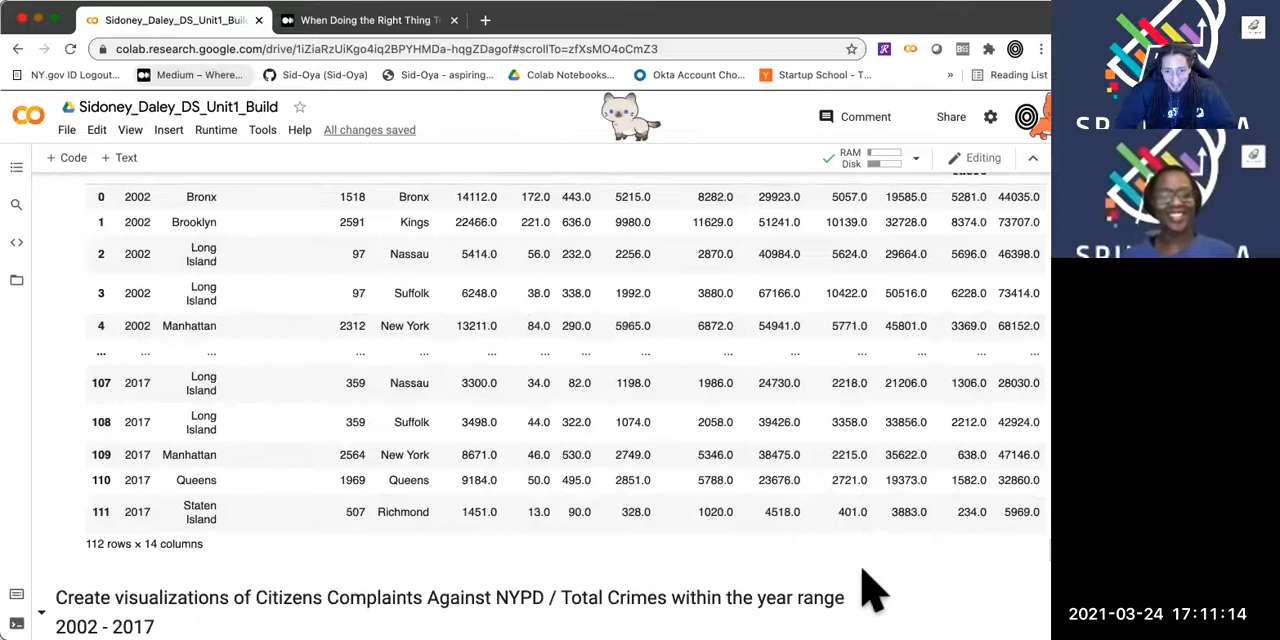 Sidoney_Daley_DS_Unit1_Buil
When Doing the Right Thing T
colab.research.google.com/drive/1iZiaRzUiKgo4iq2BPYHMDa-hqgZDagof#scrollTo=zfXsMO4oCmZ3
NY.gov ID Logout... Medium – Where... Sid-Oya (Sid-Oya) Sid-Oya - aspiring... Colab Notebooks... Okta Account Cho... Startup School - T... » Reading List
Sidoney_Daley_DS_Unit1_Build
File Edit View Insert Runtime Tools Help All changes saved
Comment Share
+ Code + Text
RAM
Disk
Editing
0 2002 Bronx 1518 Bronx 14112.0 172.0 443.0 5215.0 8282.0 29923.0 5057.0 19585.0 5281.0 44035.0
1 2002 Brooklyn 2591 Kings 22466.0 221.0 636.0 9980.0 11629.0 51241.0 10139.0 32728.0 8374.0 73707.0
2 2002 Long Island 97 Nassau 5414.0 56.0 232.0 2256.0 2870.0 40984.0 5624.0 29664.0 5696.0 46398.0
3 2002 Long Island 97 Suffolk 6248.0 38.0 338.0 1992.0 3880.0 67166.0 10422.0 50516.0 6228.0 73414.0
4 2002 Manhattan 2312 New York 13211.0 84.0 290.0 5965.0 6872.0 54941.0 5771.0 45801.0 3369.0 68152.0
... ... ... ... ... ... ... ... ... ... ... ... ... ... ...
107 2017 Long Island 359 Nassau 3300.0 34.0 82.0 1198.0 1986.0 24730.0 2218.0 21206.0 1306.0 28030.0
108 2017 Long Island 359 Suffolk 3498.0 44.0 322.0 1074.0 2058.0 39426.0 3358.0 33856.0 2212.0 42924.0
109 2017 Manhattan 2564 New York 8671.0 46.0 530.0 2749.0 5346.0 38475.0 2215.0 35622.0 638.0 47146.0
110 2017 Queens 1969 Queens 9184.0 50.0 495.0 2851.0 5788.0 23676.0 2721.0 19373.0 1582.0 32860.0
111 2017 Staten Island 507 Richmond 1451.0 13.0 90.0 328.0 1020.0 4518.0 401.0 3883.0 234.0 5969.0
112 rows × 14 columns
Create visualizations of Citizens Complaints Against NYPD / Total Crimes within the year range
2002 - 2017
2021-03-24 17:11:14